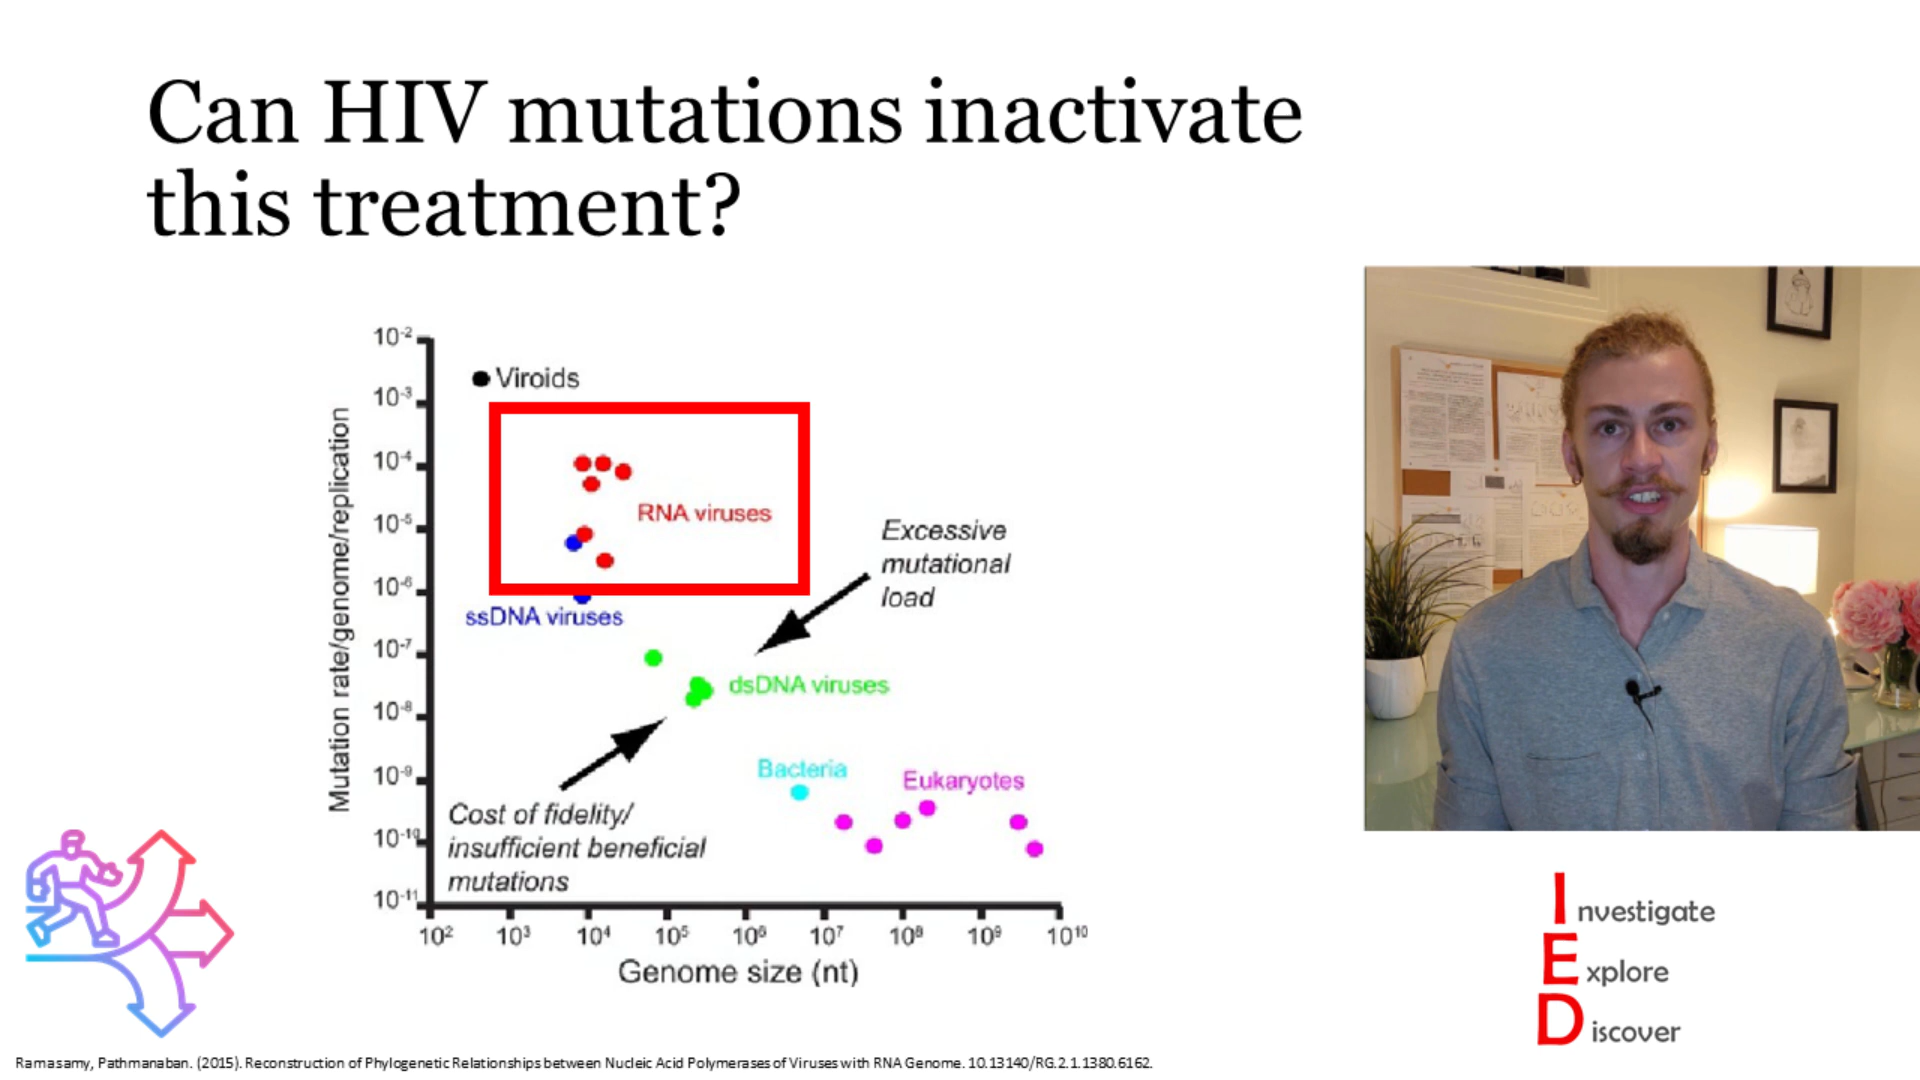 Can HIV mutations inactivate
this treatment?
Mutation rate/genome/replication
10-2
10-3
10-4
10-5
10-6
10-7
10-8
10-9
10-10
10-11
Viroids
RNA viruses
ssDNA viruses
Excessive
mutational
load
dsDNA viruses
Bacteria
Eukaryotes
Cost of fidelity/
insufficient beneficial
mutations
10² 10³ 10⁴ 10⁵ 10⁶ 10⁷ 10⁸ 10⁹ 10¹⁰
Genome size (nt)
Investigate
Explore
Discover
Ramasamy, Pathmanaban. (2015). Reconstruction of Phylogenetic Relationships between Nucleic Acid Polymerases of Viruses with RNA Genome. 10.13140/RG.2.1.1380.6162.